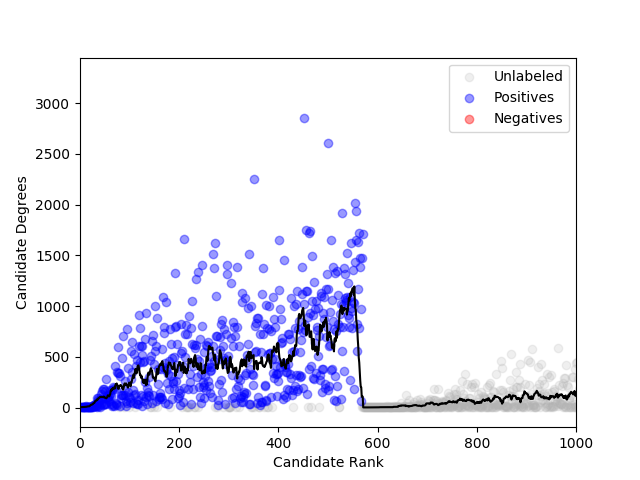 Unlabeled
Positives
Negatives
3000
2500
2000
1500
1000
500
0
Candidate Degrees
0 200 400 600 800 1000
Candidate Rank